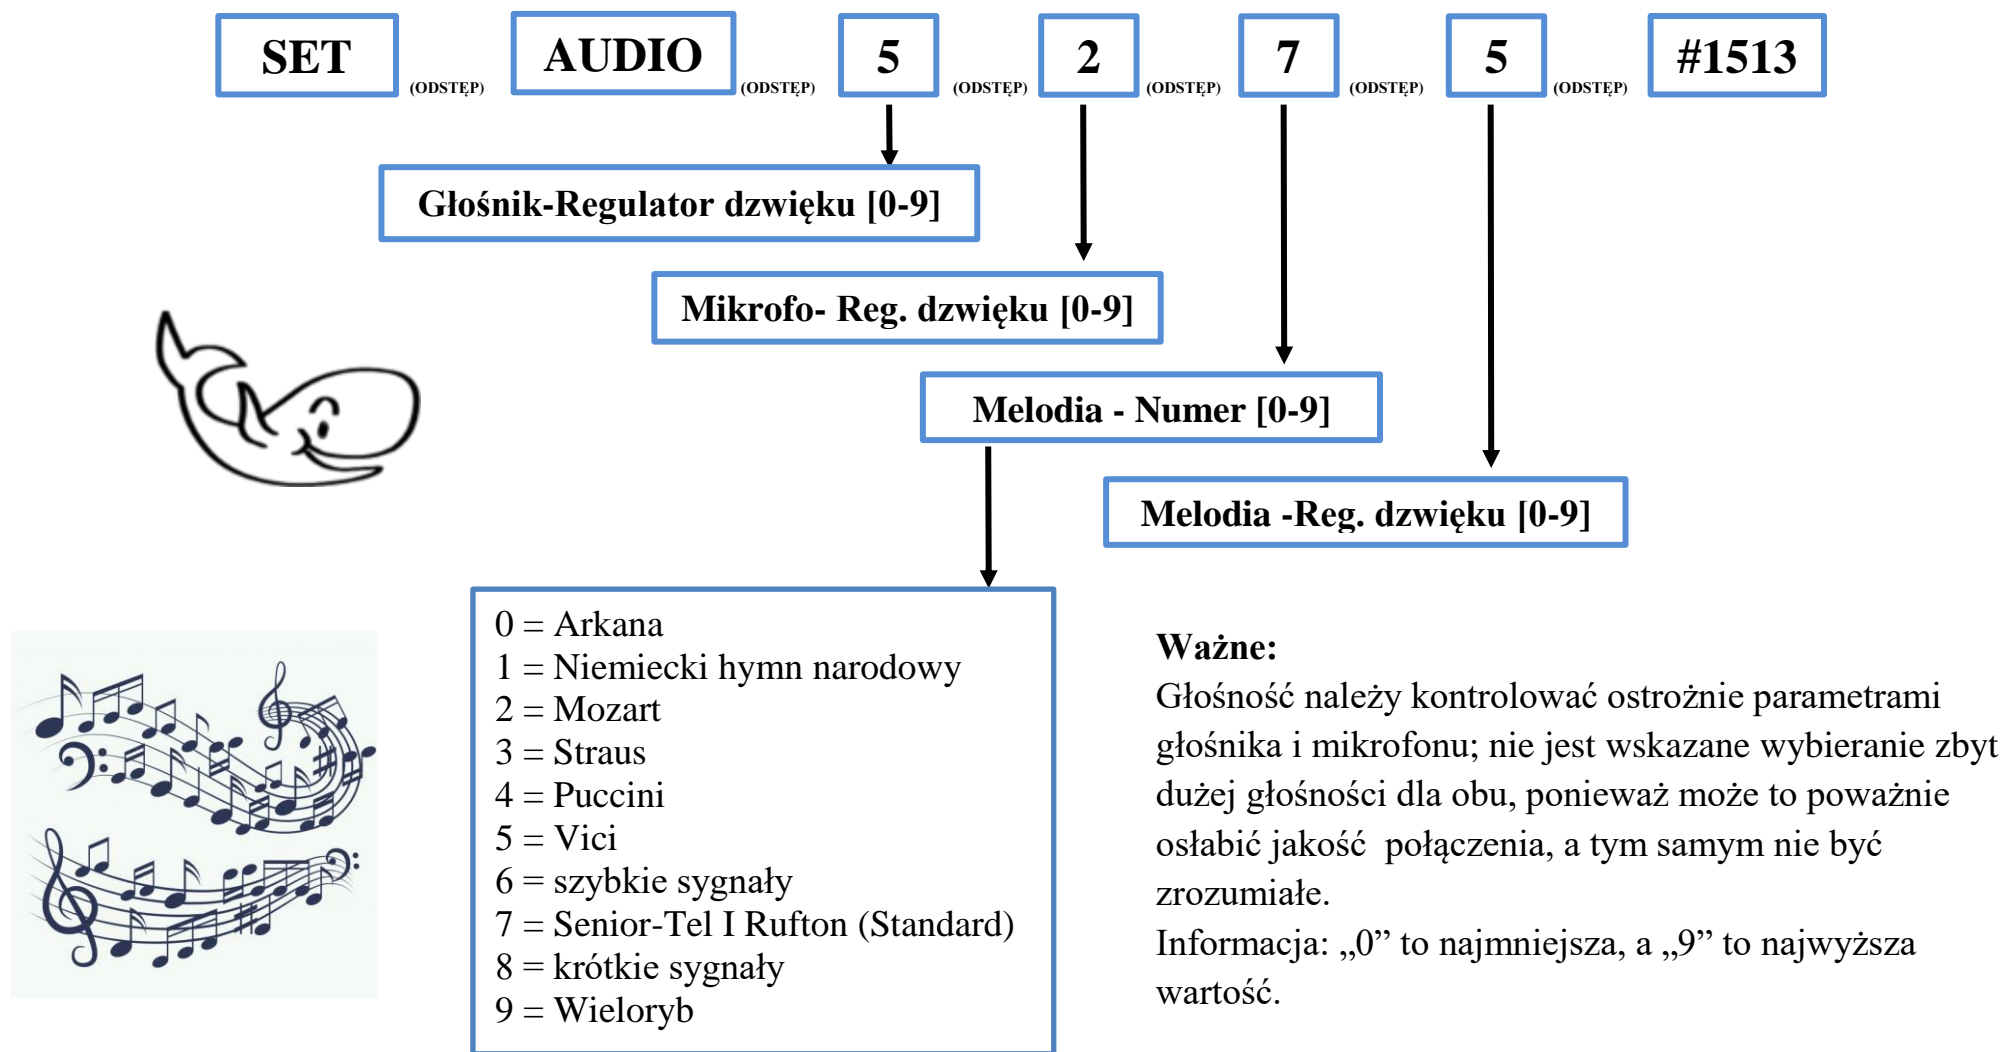 SET (ODSTĘP) AUDIO (ODSTĘP) 5 (ODSTĘP) 2 (ODSTĘP) 7 (ODSTĘP) 5 (ODSTĘP) #1513
Głośnik-Regulator dzwięku [0-9]
Mikrofo- Reg. dzwięku [0-9]
Melodia - Numer [0-9]
Melodia -Reg. dzwięku [0-9]
0 = Arkana
1 = Niemiecki hymn narodowy
2 = Mozart
3 = Straus
4 = Puccini
5 = Vici
6 = szybkie sygnały
7 = Senior-Tel I Rufton (Standard)
8 = krótkie sygnały
9 = Wieloryb
Ważne:
Głośność należy kontrolować ostrożnie parametrami
głośnika i mikrofonu; nie jest wskazane wybieranie zbyt
dużej głośności dla obu, ponieważ może to poważnie
osłabić jakość  połączenia, a tym samym nie być
zrozumiałe.
Informacja: „0” to najmniejsza, a „9” to najwyższa
wartość.